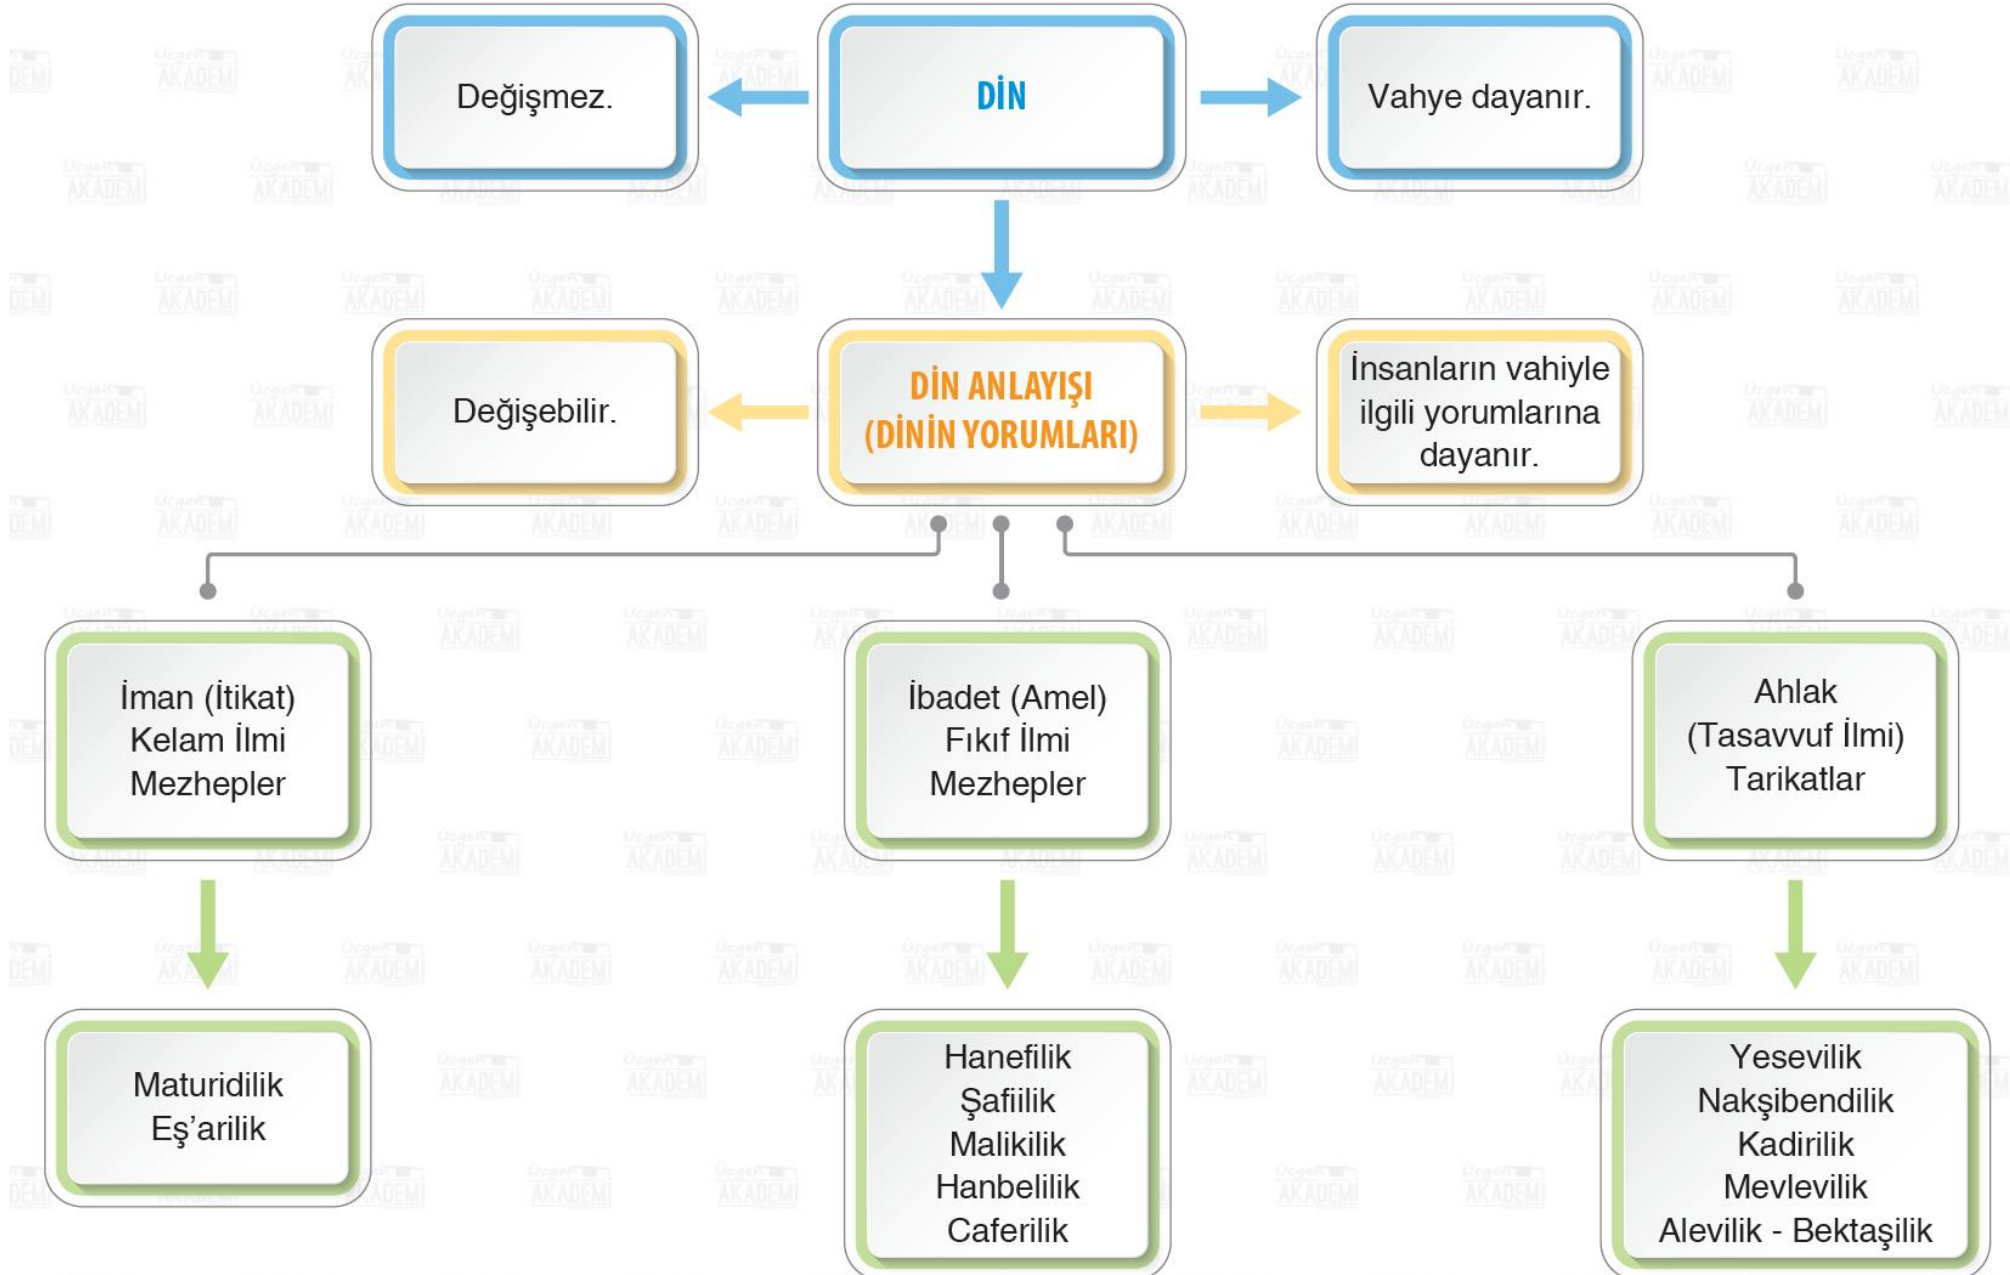 Değişmez.
DİN
Vahye dayanır.
Değişebilir.
DİN ANLAYIŞI
(DİNİN YORUMLARI)
İnsanların vahiyle
ilgili yorumlarına
dayanır.
İman (İtikat)
Kelam İlmi
Mezhepler
İbadet (Amel)
Fıkıf İlmi
Mezhepler
Ahlak
(Tasavvuf İlmi)
Tarikatlar
Maturidilik
Eş’arilik
Hanefilik
Şafiilik
Malikilik
Hanbelilik
Caferilik
Yesevilik
Nakşibendilik
Kadirilik
Mevlevilik
Alevilik - Bektaşilik
Üçgen
AKADEMİ